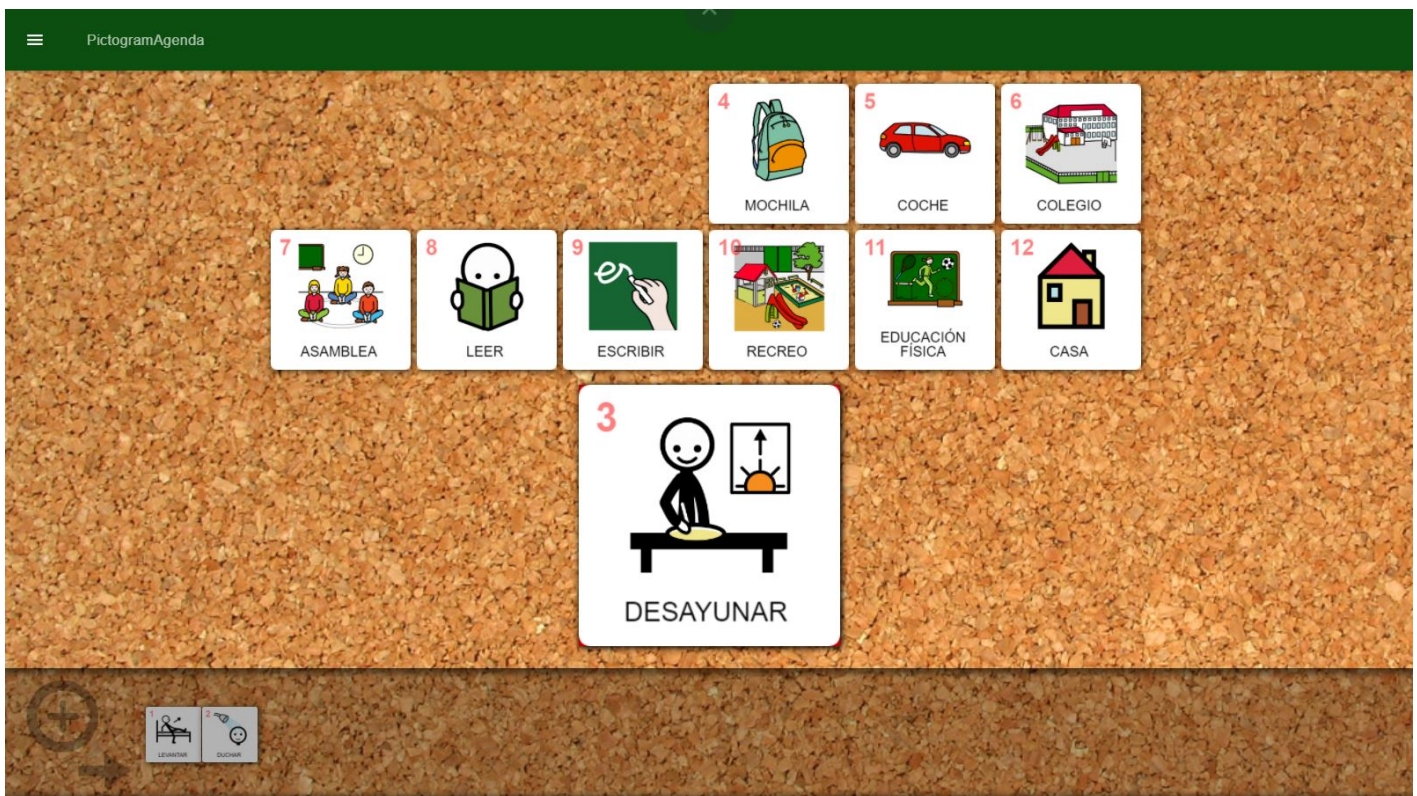 PictogramAgenda
4
MOCHILA
5
COCHE
6
COLEGIO
7
ASAMBLEA
8
LEER
9
ESCRIBIR
10
RECREO
11
EDUCACIÓN
FÍSICA
12
CASA
3
DESAYUNAR
1
LEVANTAR
2
DUCHAR